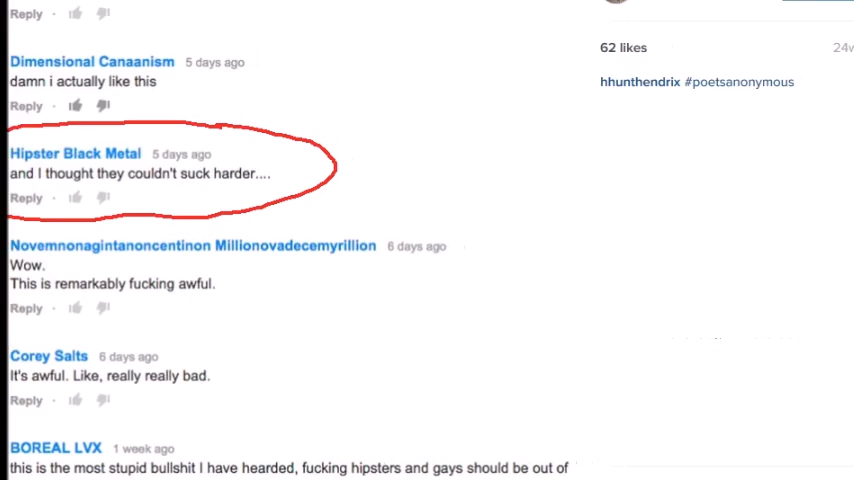 Reply ·
Dimensional Canaanism 5 days ago
damn i actually like this
Reply ·
Hipster Black Metal 5 days ago
and I thought they couldn't suck harder....
Reply ·
Novemnonagintanoncentinon Millionovadecemyrillion 6 days ago
Wow.
This is remarkably fucking awful.
Reply ·
Corey Salts 6 days ago
It's awful. Like, really really bad.
Reply ·
BOREAL LVX 1 week ago
this is the most stupid bullshit I have hearded, fucking hipsters and gays should be out of
62 likes 24w
hhunthendrix #poetsanonymous